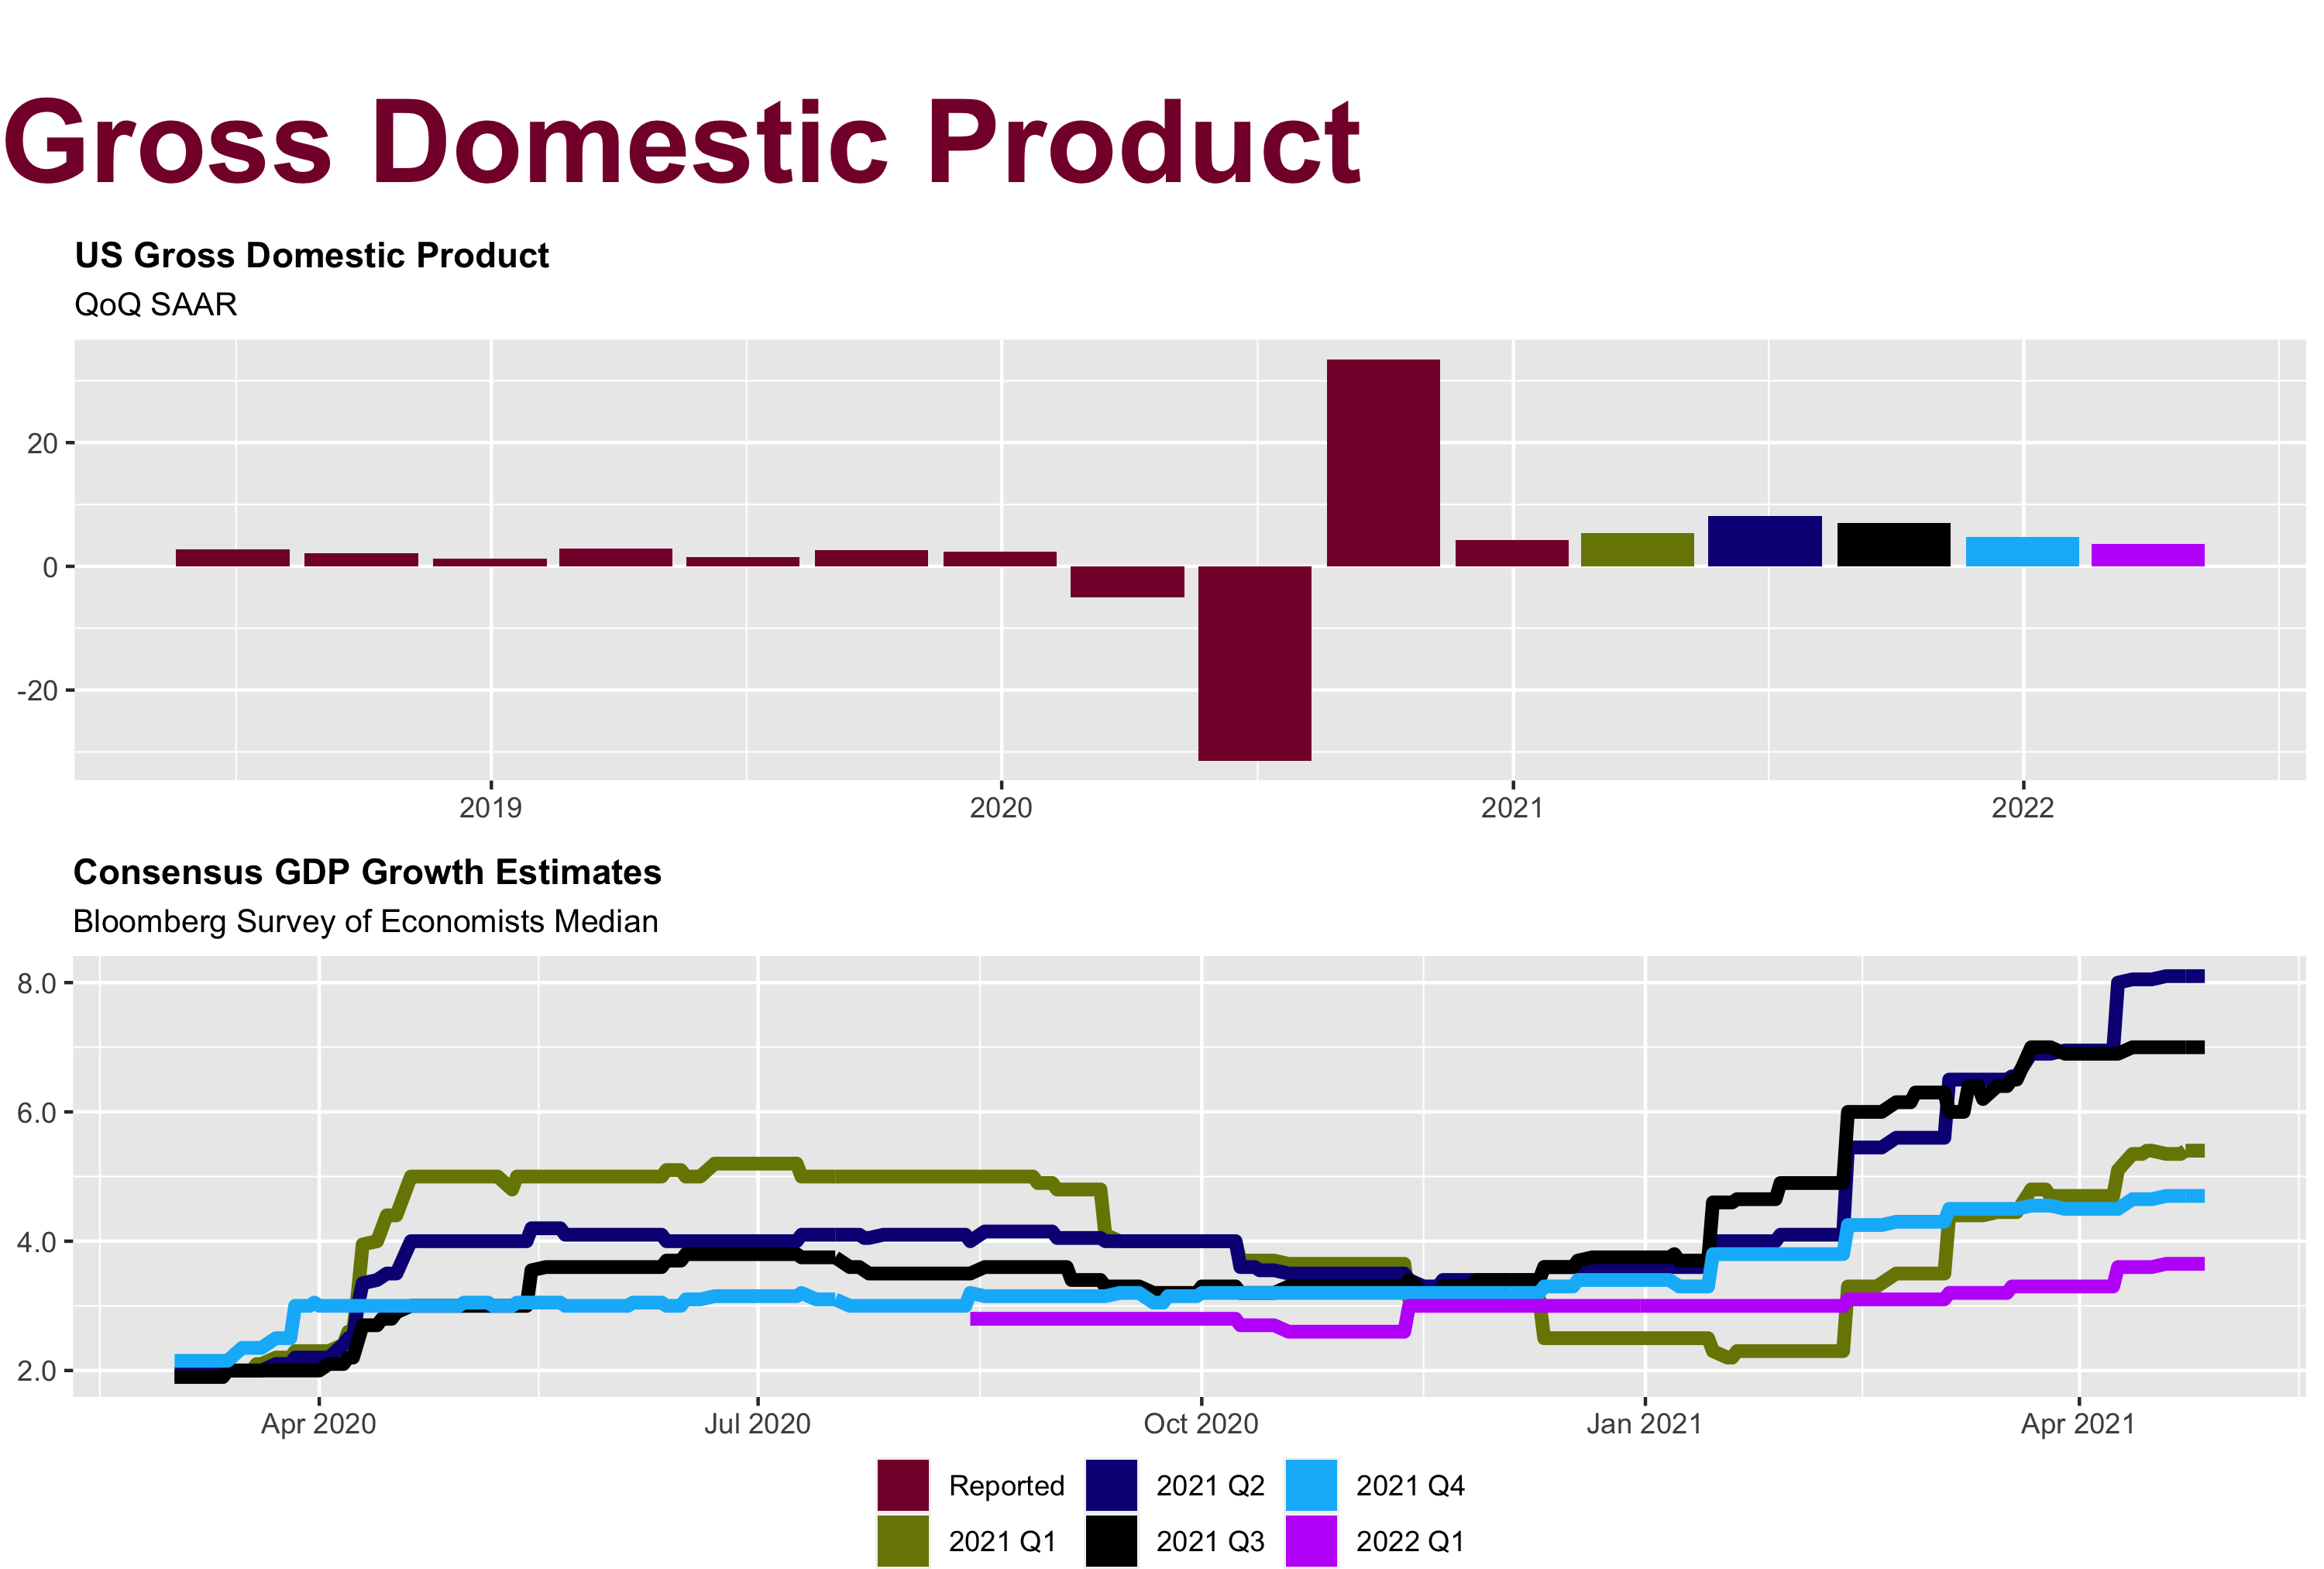 Gross Domestic Product
US Gross Domestic Product
QoQ SAAR
20
0
-20
2019 2020 2021 2022
Consensus GDP Growth Estimates
Bloomberg Survey of Economists Median
8.0
6.0
4.0
2.0
Apr 2020 Jul 2020 Oct 2020 Jan 2021 Apr 2021
Reported 2021 Q2 2021 Q4
2021 Q1 2021 Q3 2022 Q1